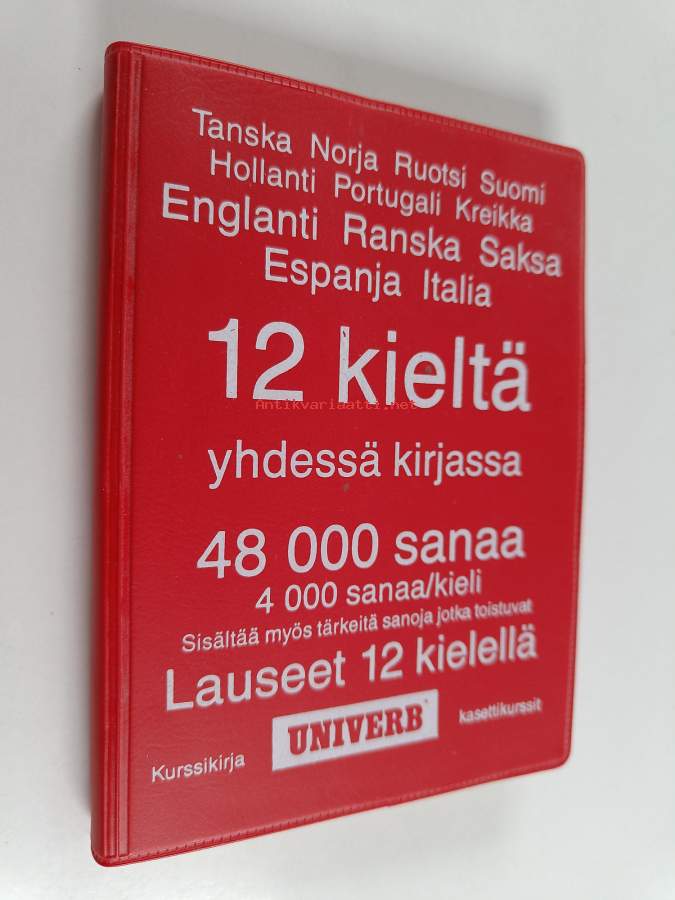 Tanska Norja Ruotsi Suomi
Hollanti Portugali Kreikka
Englanti Ranska Saksa
Espanja Italia
12 kieltä
Antikvariaatti.net
yhdessä kirjassa
48 000 sanaa
4 000 sanaa/kieli
Sisältää myös tärkeitä sanoja jotka toistuvat
Lauseet 12 kielellä
Kurssikirja UNIVERB kasettikurssit